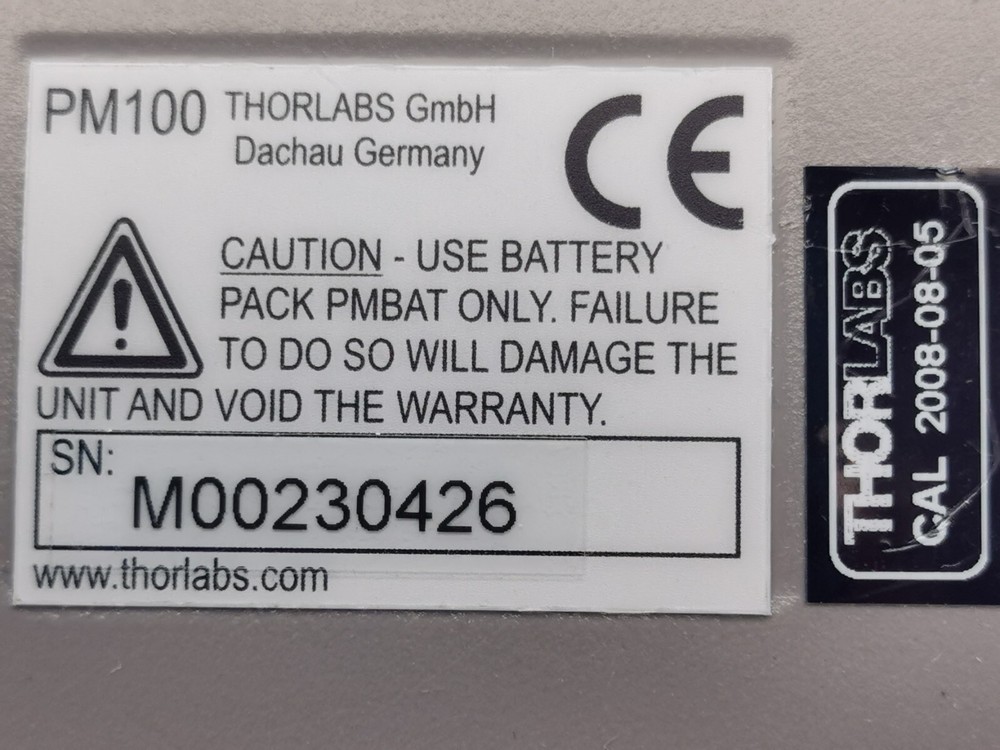 PM100
THORLABS GmbH
Dachau Germany
CE
CAUTION - USE BATTERY
PACK PMBAT ONLY. FAILURE
TO DO SO WILL DAMAGE THE
UNIT AND VOID THE WARRANTY.
SN:
M00230426
www.thorlabs.com
THORLABS
CAL 2008-08-05